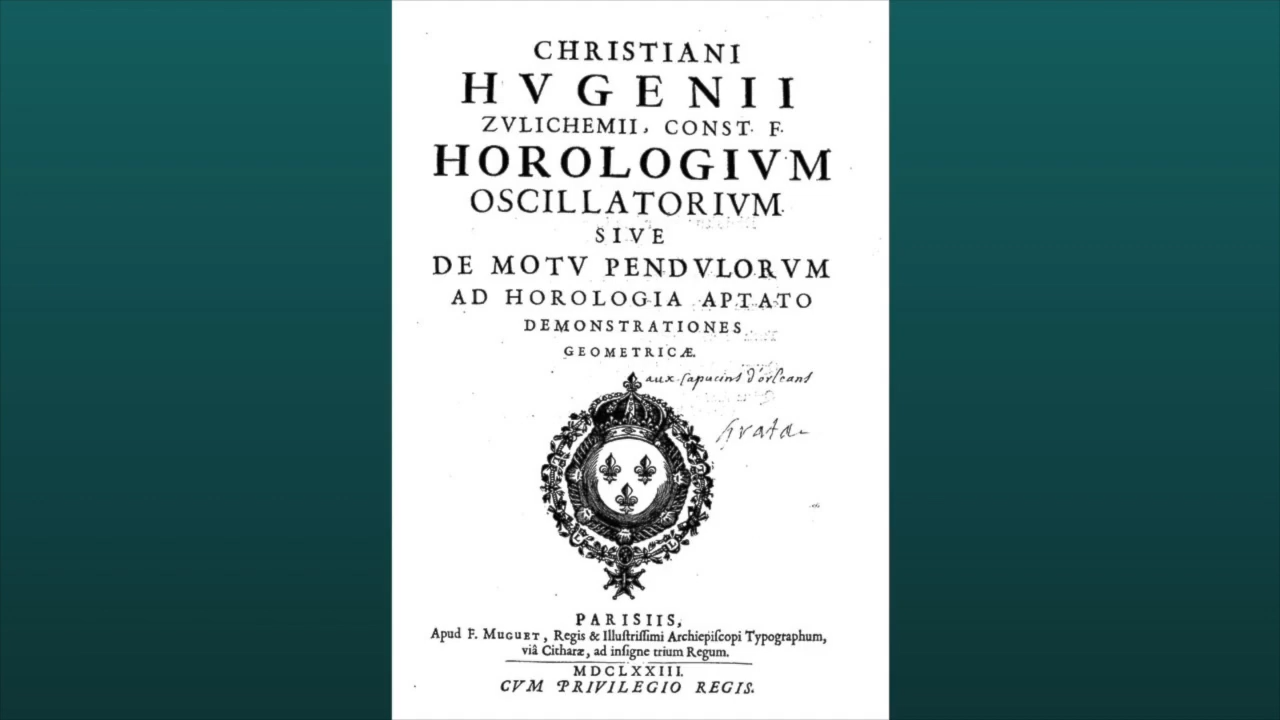 CHRISTIANI
HVGENII
ZVLICHEMII, CONST. F.
HOROLOGIVM
OSCILLATORIVM.
SIVE
DE MOTV PENDVLORVM
AD HOROLOGIA APTATO
DEMONSTRATIONES
GEOMETRICÆ.
aux Capucins d'orleans
PARISIIS,
Apud F. MUGUET, Regis & Illuſtriſſimi Archiepiſcopi Typographum,
viâ Citharæ, ad inſigne trium Regum.
MDCLXXIII.
CVM PRIVILEGIO REGIS.